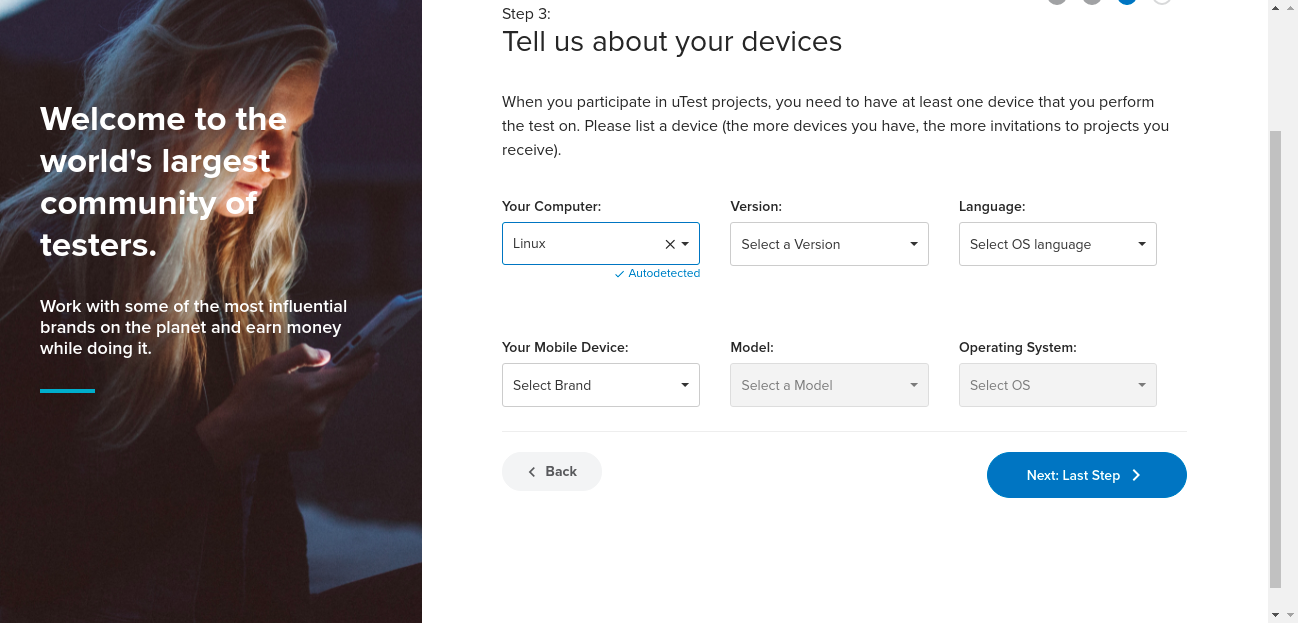 Welcome to the
world's largest
community of
testers.
Work with some of the most influential
brands on the planet and earn money
while doing it.
Step 3:
Tell us about your devices
When you participate in uTest projects, you need to have at least one device that you perform
the test on. Please list a device (the more devices you have, the more invitations to projects you
receive).
Your Computer: Version: Language:
Linux Select a Version Select OS language
Autodetected
Your Mobile Device: Model: Operating System:
Select Brand Select a Model Select OS
Back Next: Last Step